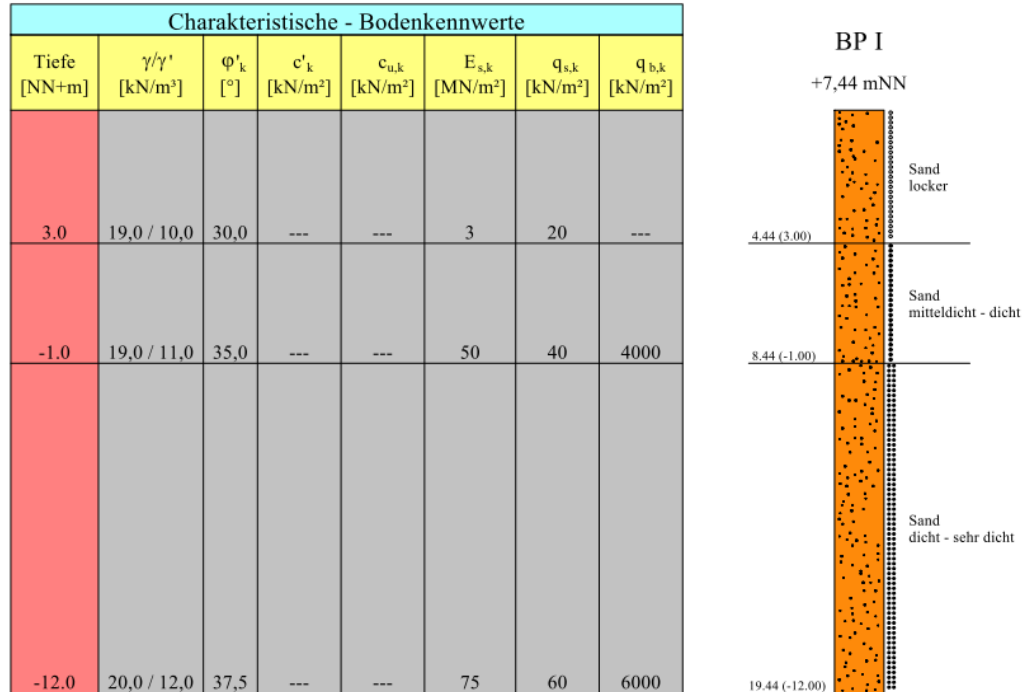 Charakteristische - Bodenkennwerte
Tiefe γ/γ' φ'k c'k cu,k Es,k qs,k qb,k
[NN+m] [kN/m³] [°] [kN/m²] [kN/m²] [MN/m²] [kN/m²] [kN/m²]
3.0 19,0 / 10,0 30,0 --- --- 3 20 ---
-1.0 19,0 / 11,0 35,0 --- --- 50 40 4000
-12.0 20,0 / 12,0 37,5 --- --- 75 60 6000
BP I
+7,44 mNN
Sand
locker
4.44 (3.00)
Sand
mitteldicht - dicht
8.44 (-1.00)
Sand
dicht - sehr dicht
19.44 (-12.00)